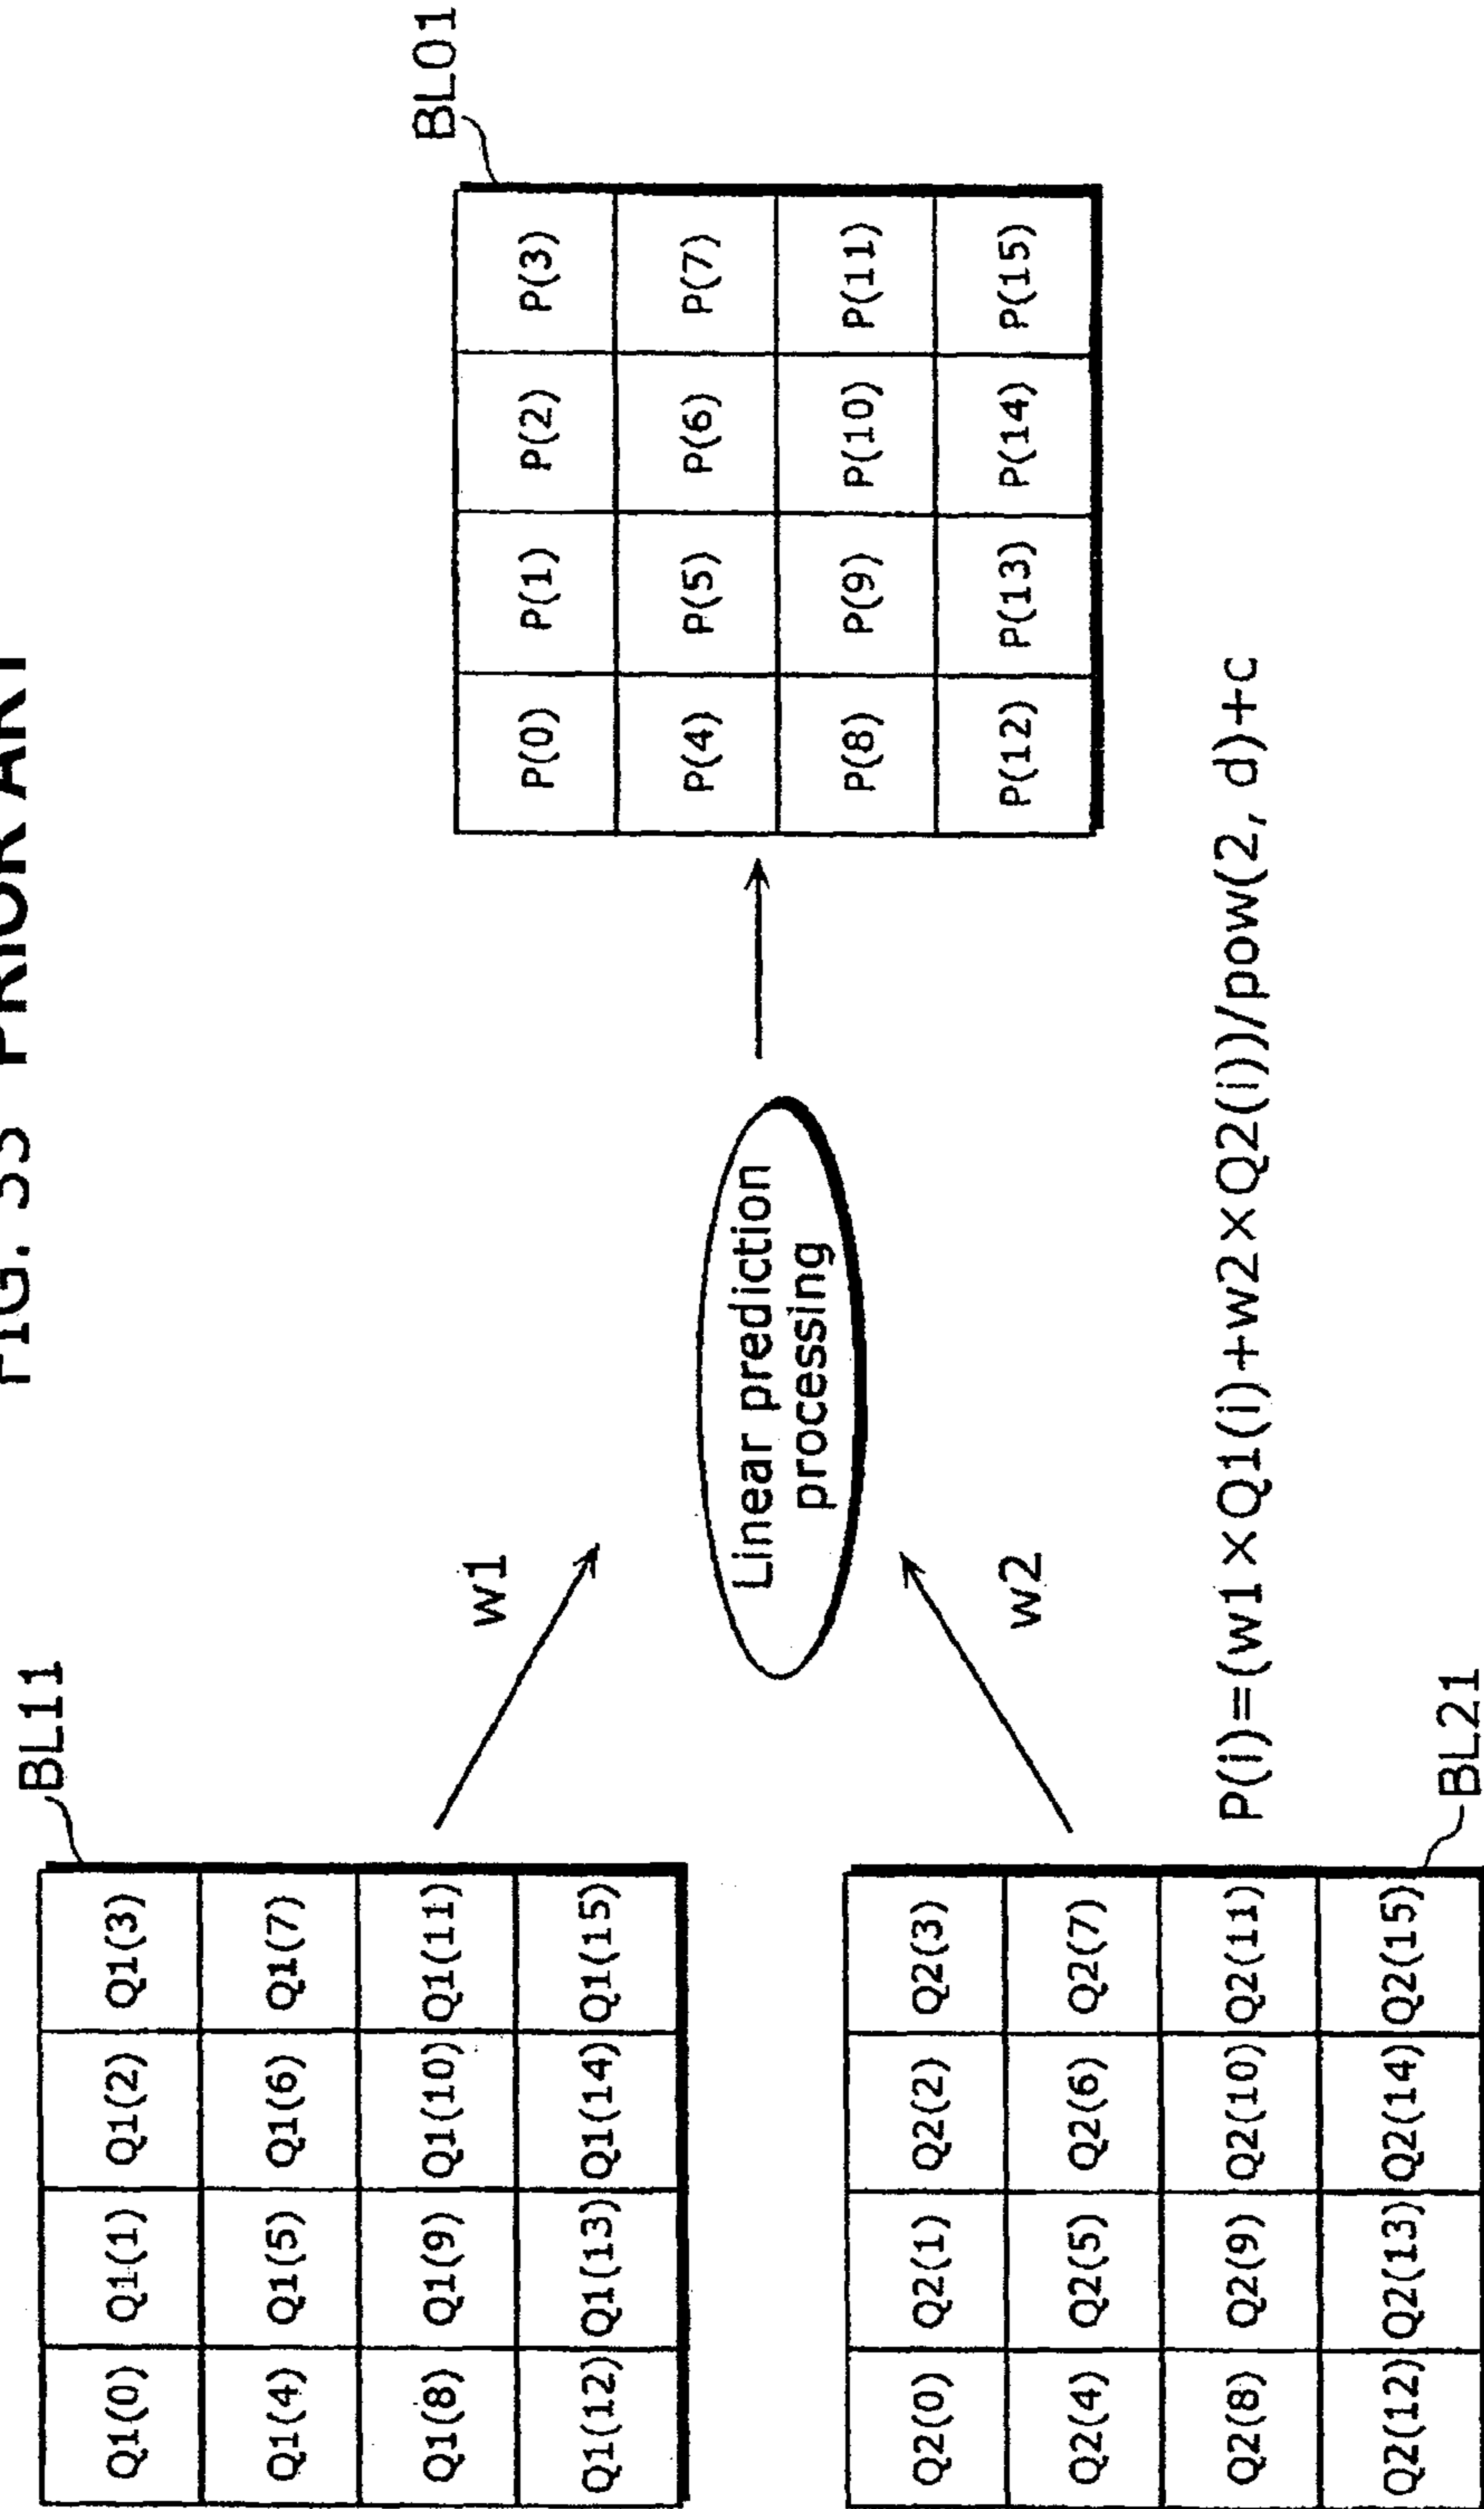 FIG. 33 PRIOR ART
BL11
Q1(0) Q1(1) Q1(2) Q1(3)
Q1(4) Q1(5) Q1(6) Q1(7)
Q1(8) Q1(9) Q1(10) Q1(11)
Q1(12) Q1(13) Q1(14) Q1(15)
w1
Linear prediction
processing
w2
BL01
P(0) P(1) P(2) P(3)
P(4) P(5) P(6) P(7)
P(8) P(9) P(10) P(11)
P(12) P(13) P(14) P(15)
Q2(0) Q2(1) Q2(2) Q2(3)
Q2(4) Q2(5) Q2(6) Q2(7)
Q2(8) Q2(9) Q2(10) Q2(11)
Q2(12) Q2(13) Q2(14) Q2(15)
BL21
P(i)=(w1×Q1(i)+w2×Q2(i))/pow(2, d)+c